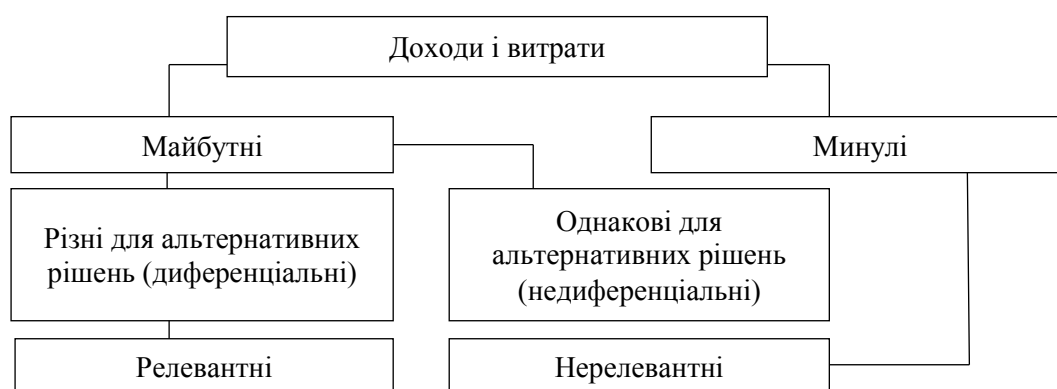 Доходи і витрати
Майбутні
Минулі
Різні для альтернативних
рішень (диференціальні)
Однакові для
альтернативних рішень
(недиференціальні)
Релевантні
Нерелевантні